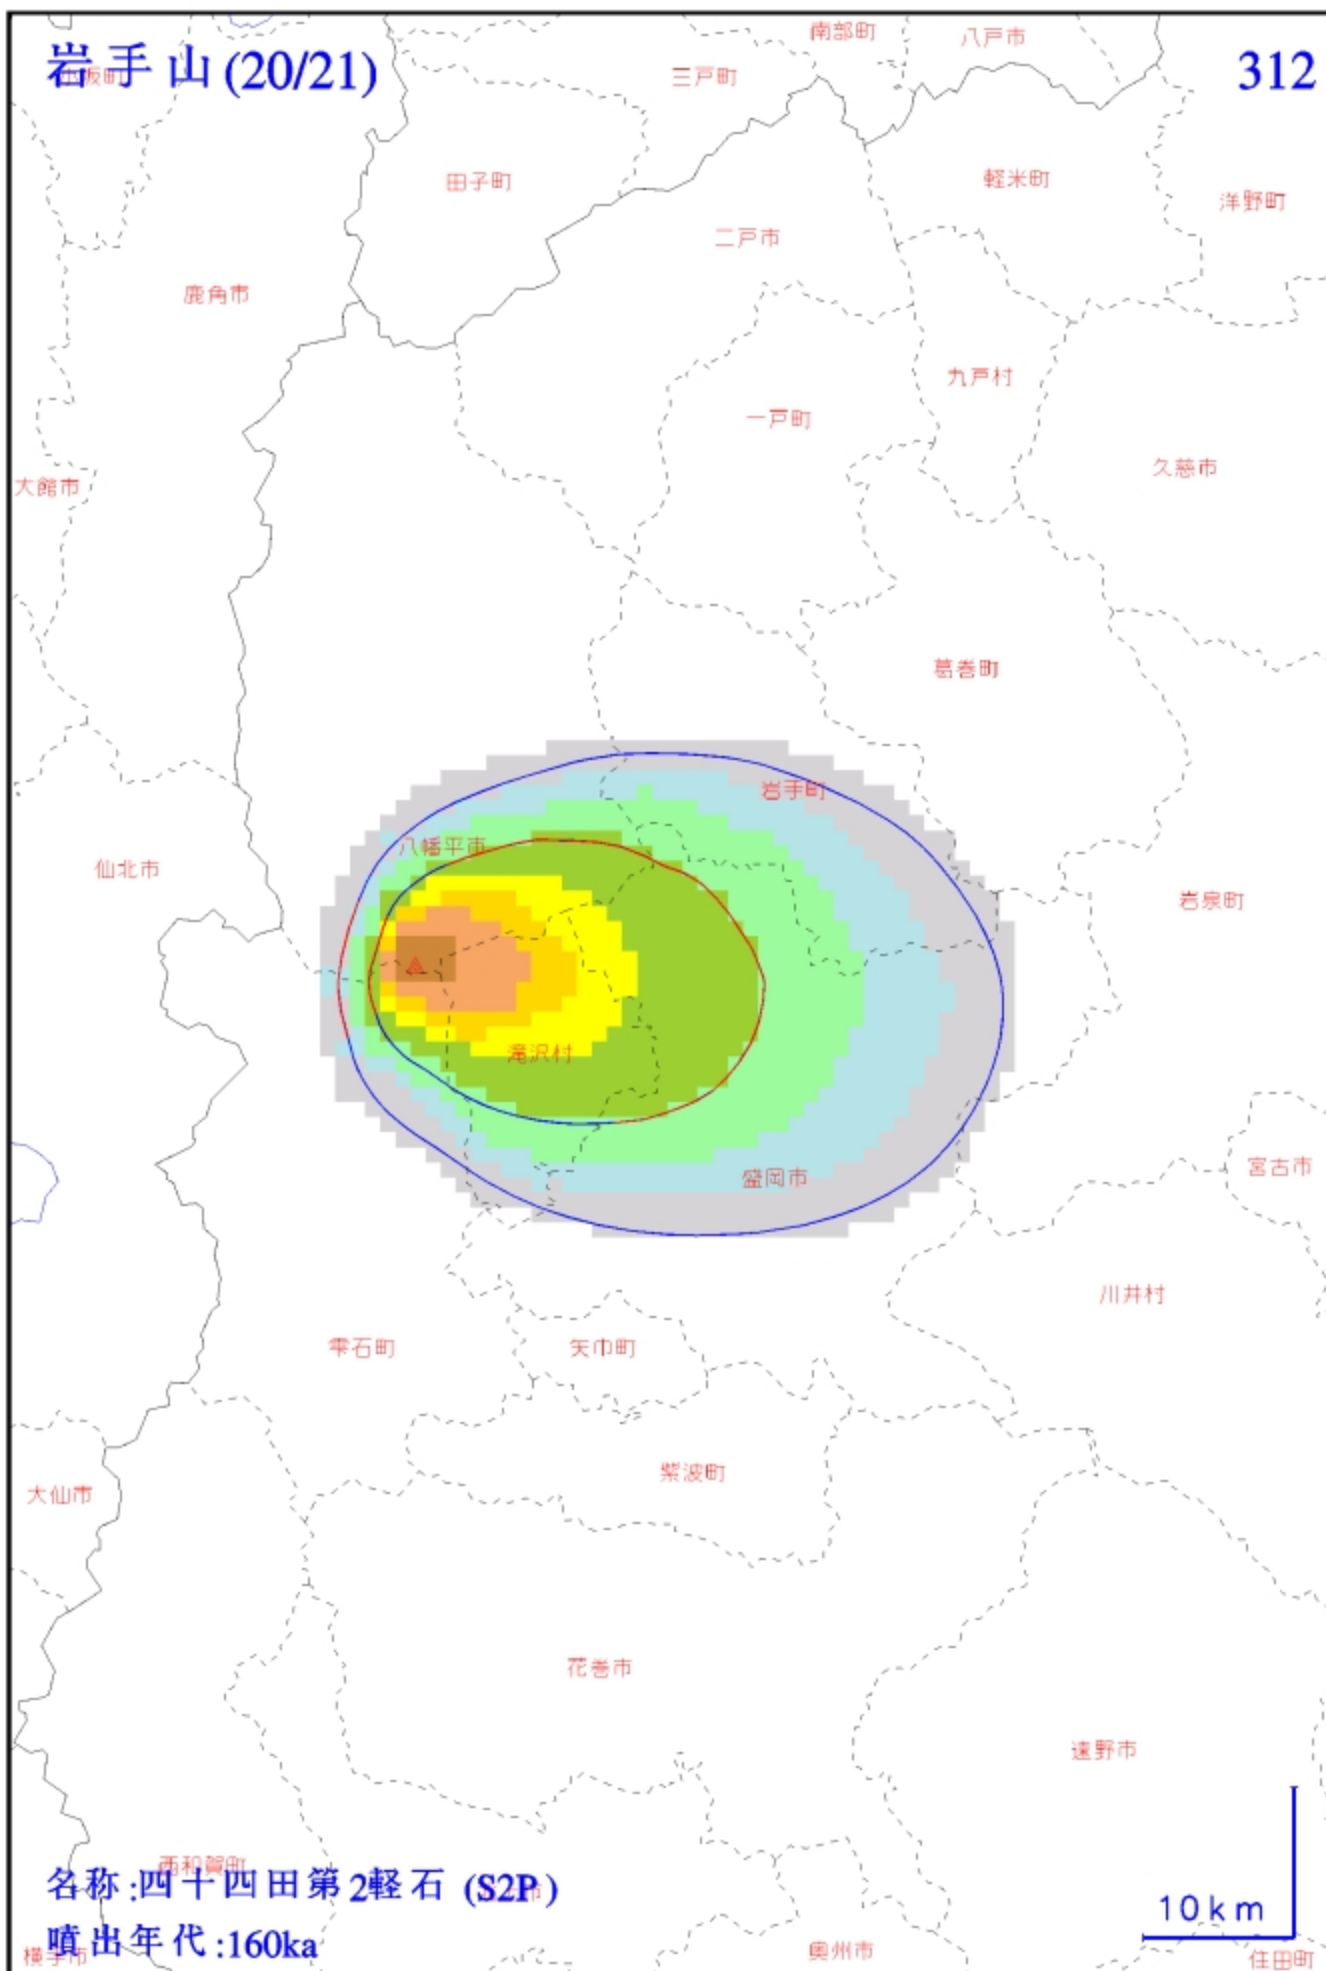 岩手山(20/21)
312
南部町
八戸市
三戸町
田子町
軽米町
洋野町
二戸市
鹿角市
九戸村
一戸町
久慈市
大館市
葛巻町
岩手町
八幡平市
仙北市
岩泉町
滝沢村
盛岡市
宮古市
川井村
雫石町
矢巾町
紫波町
大仙市
花巻市
遠野市
西和賀町
名称:四十四田第2軽石 (S2P)
10km
噴出年代:160ka
横手市
奥州市
住田町